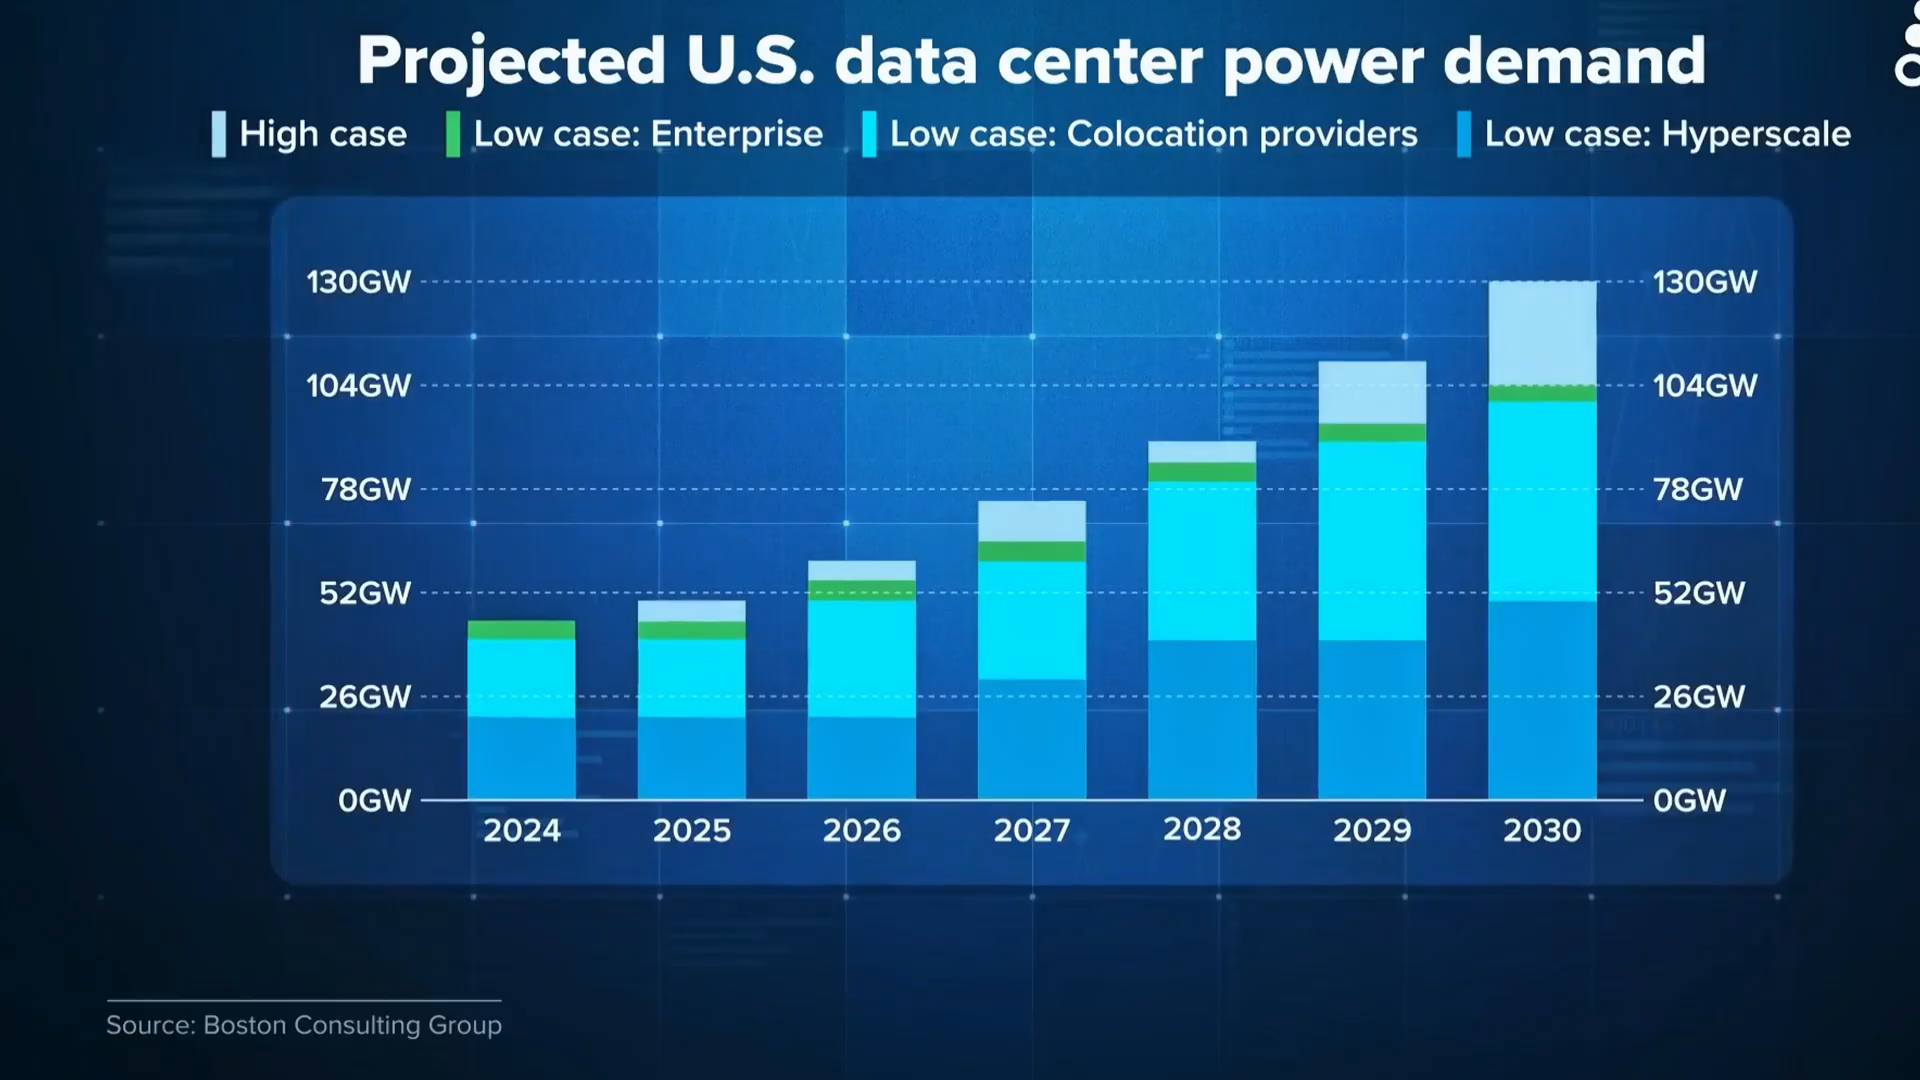 Projected U.S. data center power demand
High case Low case: Enterprise Low case: Colocation providers Low case: Hyperscale
130GW 130GW
104GW 104GW
78GW 78GW
52GW 52GW
26GW 26GW
0GW 0GW
2024 2025 2026 2027 2028 2029 2030
Source: Boston Consulting Group